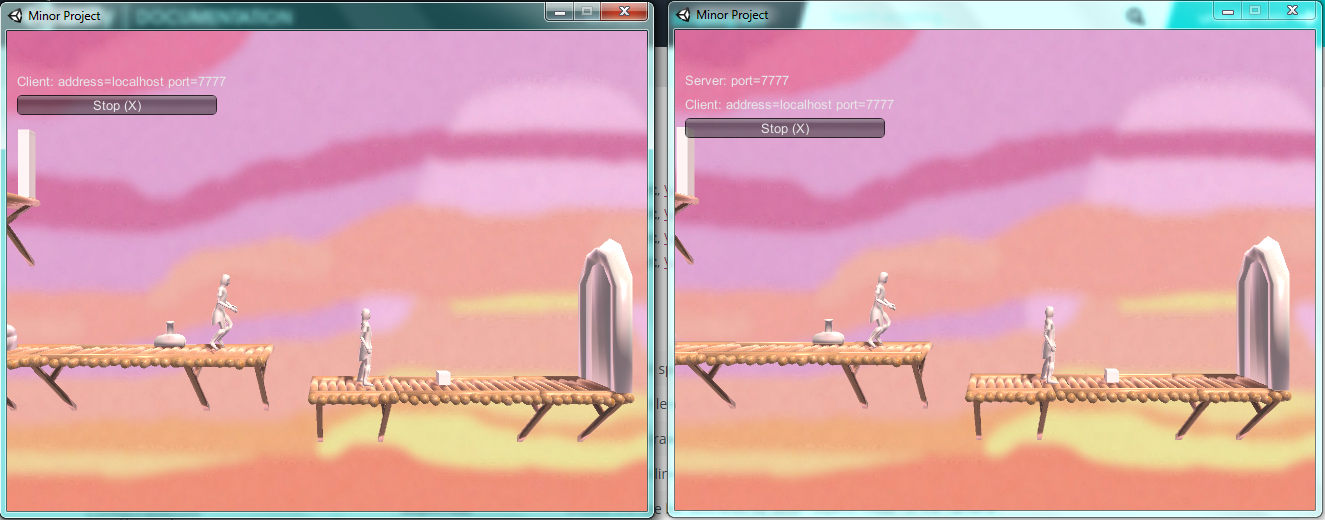 Minor Project
DOCUMENTATION
Client: address=localhost port=7777
Stop (X)
Minor Project
Server: port=7777
Client: address=localhost port=7777
Stop (X)